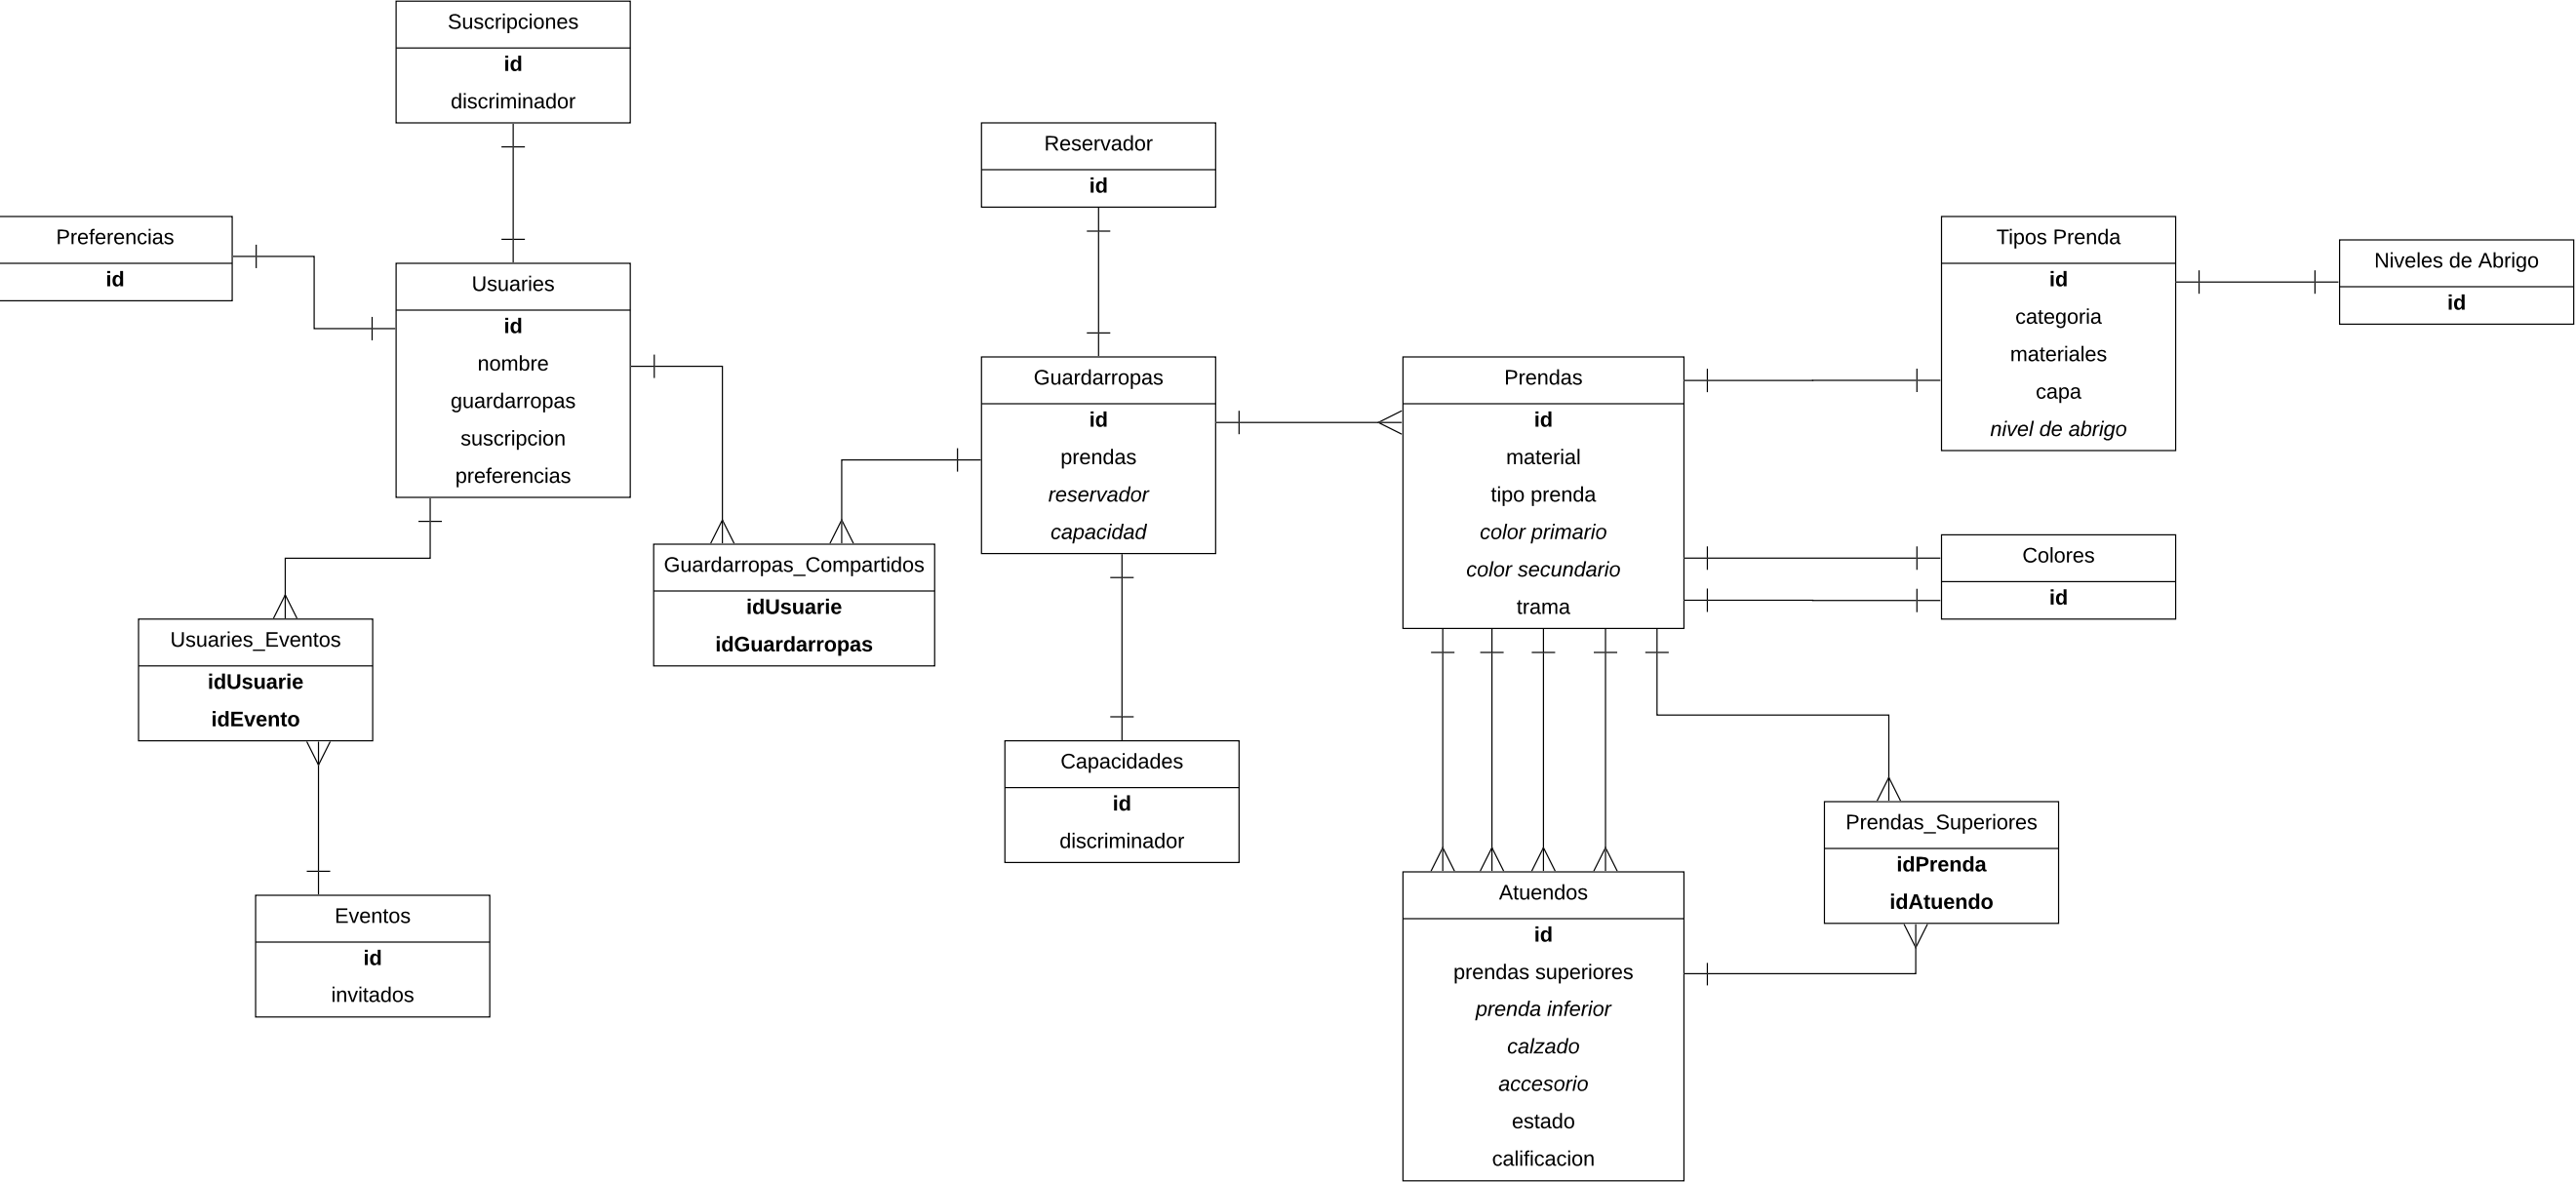 Suscripciones
id
discriminador
Preferencias
id
Usuaries
id
nombre
guardarropas
suscripcion
preferencias
Usuaries_Eventos
idUsuarie
idEvento
Eventos
id
invitados
Guardarropas_Compartidos
idUsuarie
idGuardarropas
Reservador
id
Guardarropas
id
prendas
reservador
capacidad
Capacidades
id
discriminador
Prendas
id
material
tipo prenda
color primario
color secundario
trama
Atuendos
id
prendas superiores
prenda inferior
calzado
accesorio
estado
calificacion
Prendas_Superiores
idPrenda
idAtuendo
Tipos Prenda
id
categoria
materiales
capa
nivel de abrigo
Niveles de Abrigo
id
Colores
id